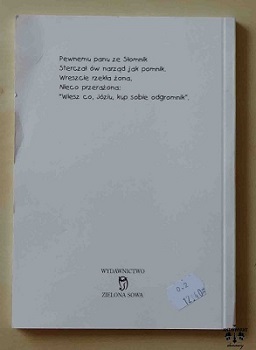 Pewnemu panu ze Słomnik
Sterczał ów narząd jak pomnik,
Wreszcie rzekła żona,
Nieco przerażona:
"Wiesz co, Józiu, kup sobie odgromnik".
WYDAWNICTWO
ZIELONA SOWA